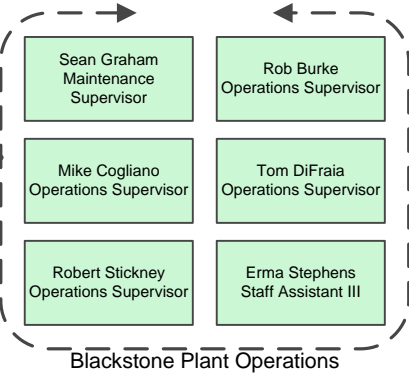 Sean Graham
Maintenance
Supervisor
Rob Burke
Operations Supervisor
Mike Cogliano
Operations Supervisor
Tom DiFraia
Operations Supervisor
Robert Stickney
Operations Supervisor
Erma Stephens
Staff Assistant III
Blackstone Plant Operations